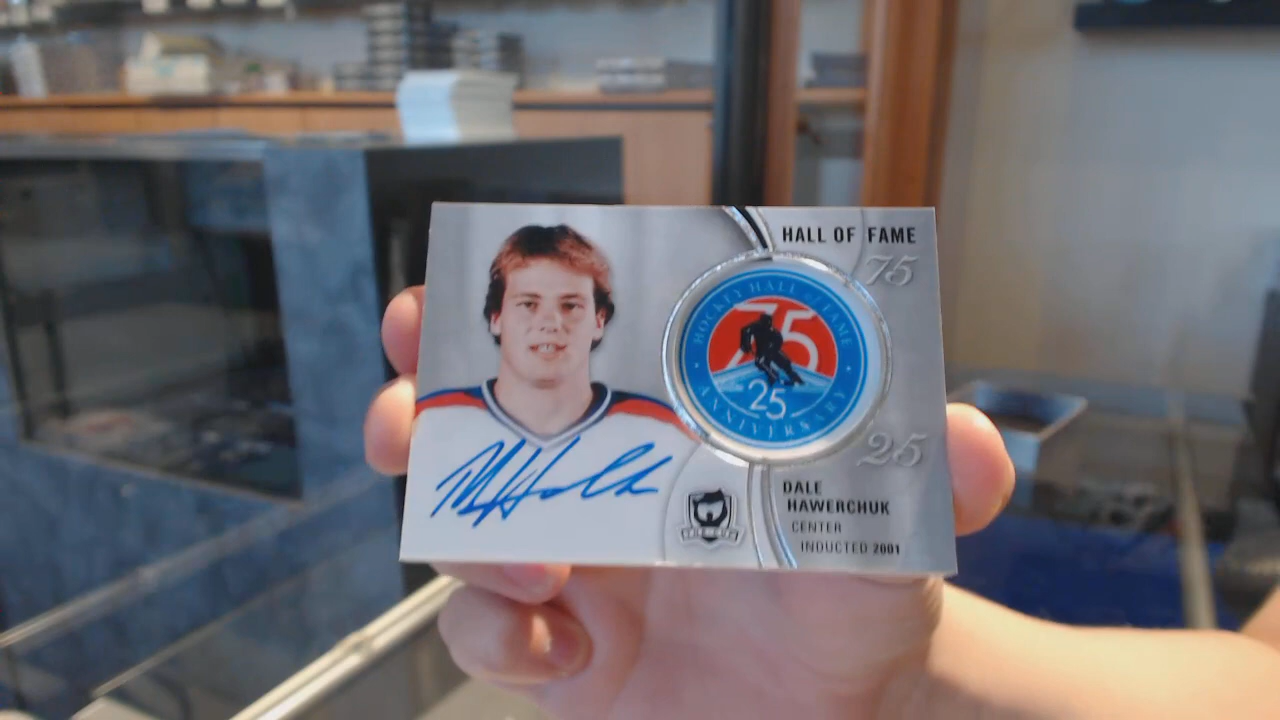 HALL OF FAME
75
HOCKEY HALL of FAME
75
25
ANNIVERSARY
25
DALE
HAWERCHUK
CENTER
INDUCTED 2001